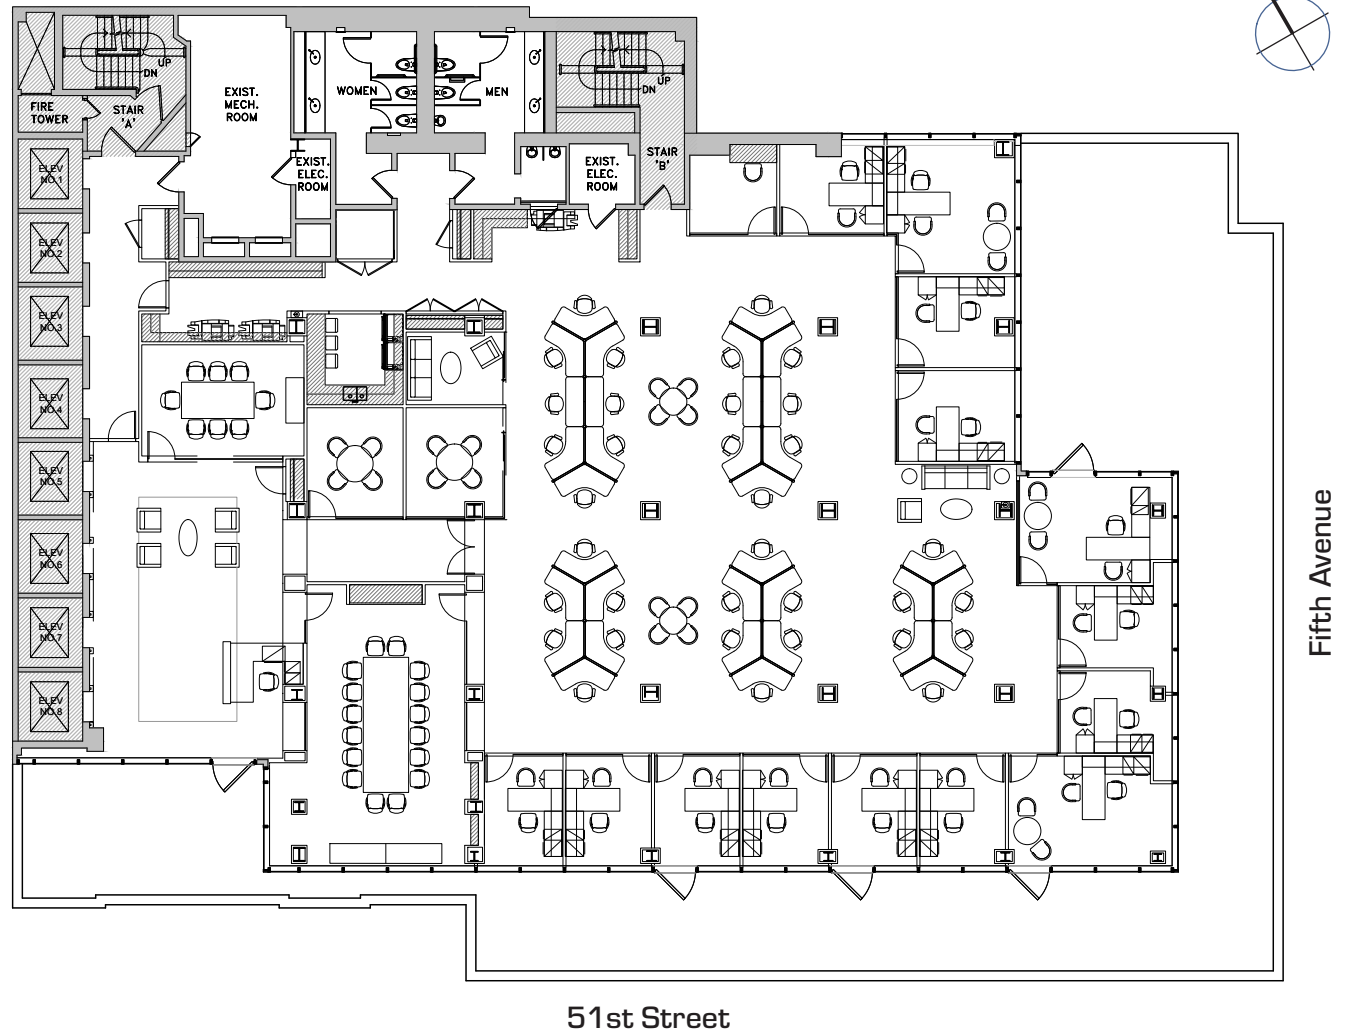 UP
DN
FIRE
TOWER
STAIR
'A'
EXIST.
MECH.
ROOM
WOMEN
MEN
UP
DN
EXIST.
ELEC.
ROOM
EXIST.
ELEC.
ROOM
STAIR
'B'
ELEV
NO.1
ELEV
NO.2
ELEV
NO.3
ELEV
NO.4
ELEV
NO.5
ELEV
NO.6
ELEV
NO.7
ELEV
NO.8
Fifth Avenue
51st Street